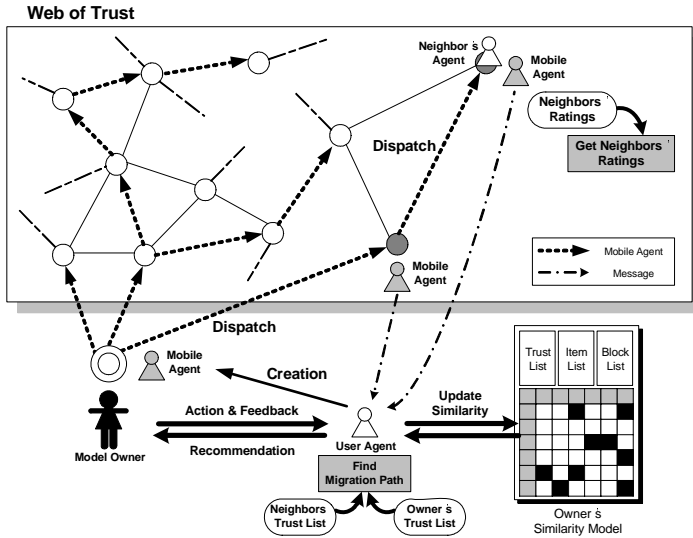 Web of Trust
Neighbor's
Agent
Mobile
Agent
Neighbors'
Ratings
Get Neighbors'
Ratings
Dispatch
Mobile Agent
Message
Mobile
Agent
Dispatch
Mobile
Agent
Creation
Trust
List
Item
List
Block
List
Action & Feedback
Update
Similarity
Recommendation
Model Owner
User Agent
Find
Migration Path
Neighbors
Trust List
Owner's
Trust List
Owner's
Similarity Model